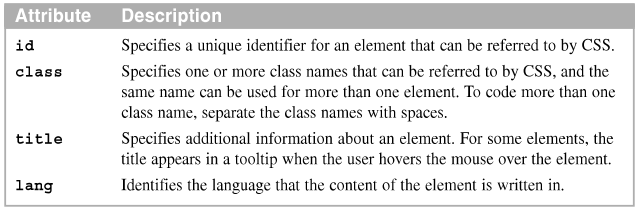 Attribute Description
id Specifies a unique identifier for an element that can be referred to by CSS.
class Specifies one or more class names that can be referred to by CSS, and the
same name can be used for more than one element. To code more than one
class name, separate the class names with spaces.
title Specifies additional information about an element. For some elements, the
title appears in a tooltip when the user hovers the mouse over the element.
lang Identifies the language that the content of the element is written in.